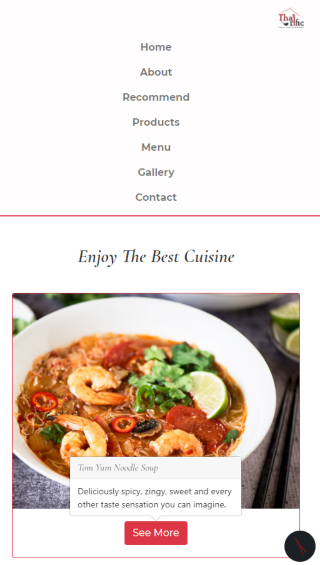 Thai
Home
About
Recommend
Products
Menu
Gallery
Contact
Enjoy The Best Cuisine
Tom Yam Noodle Soup
Deliciously spicy, zingy, sweet and every
other taste sensation you can imagine.
See More